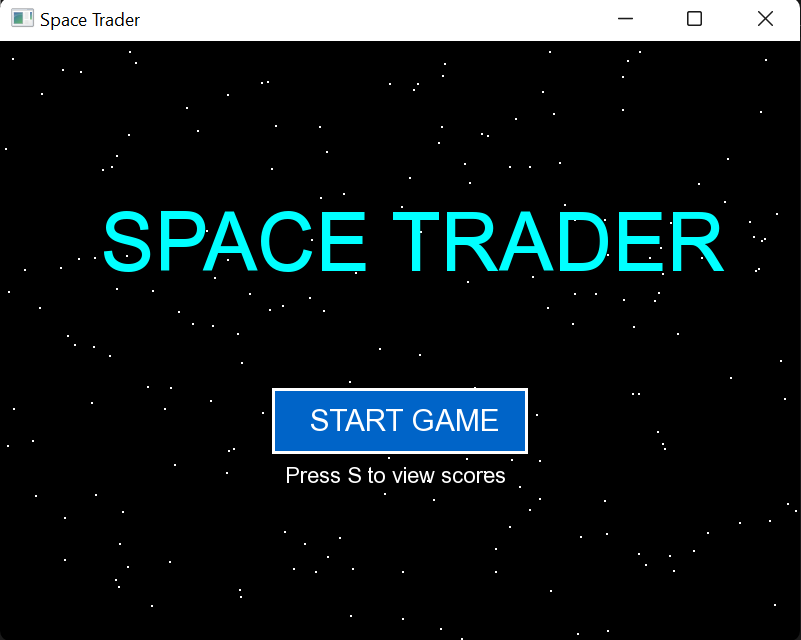 Space Trader
SPACE TRADER
START GAME
Press S to view scores